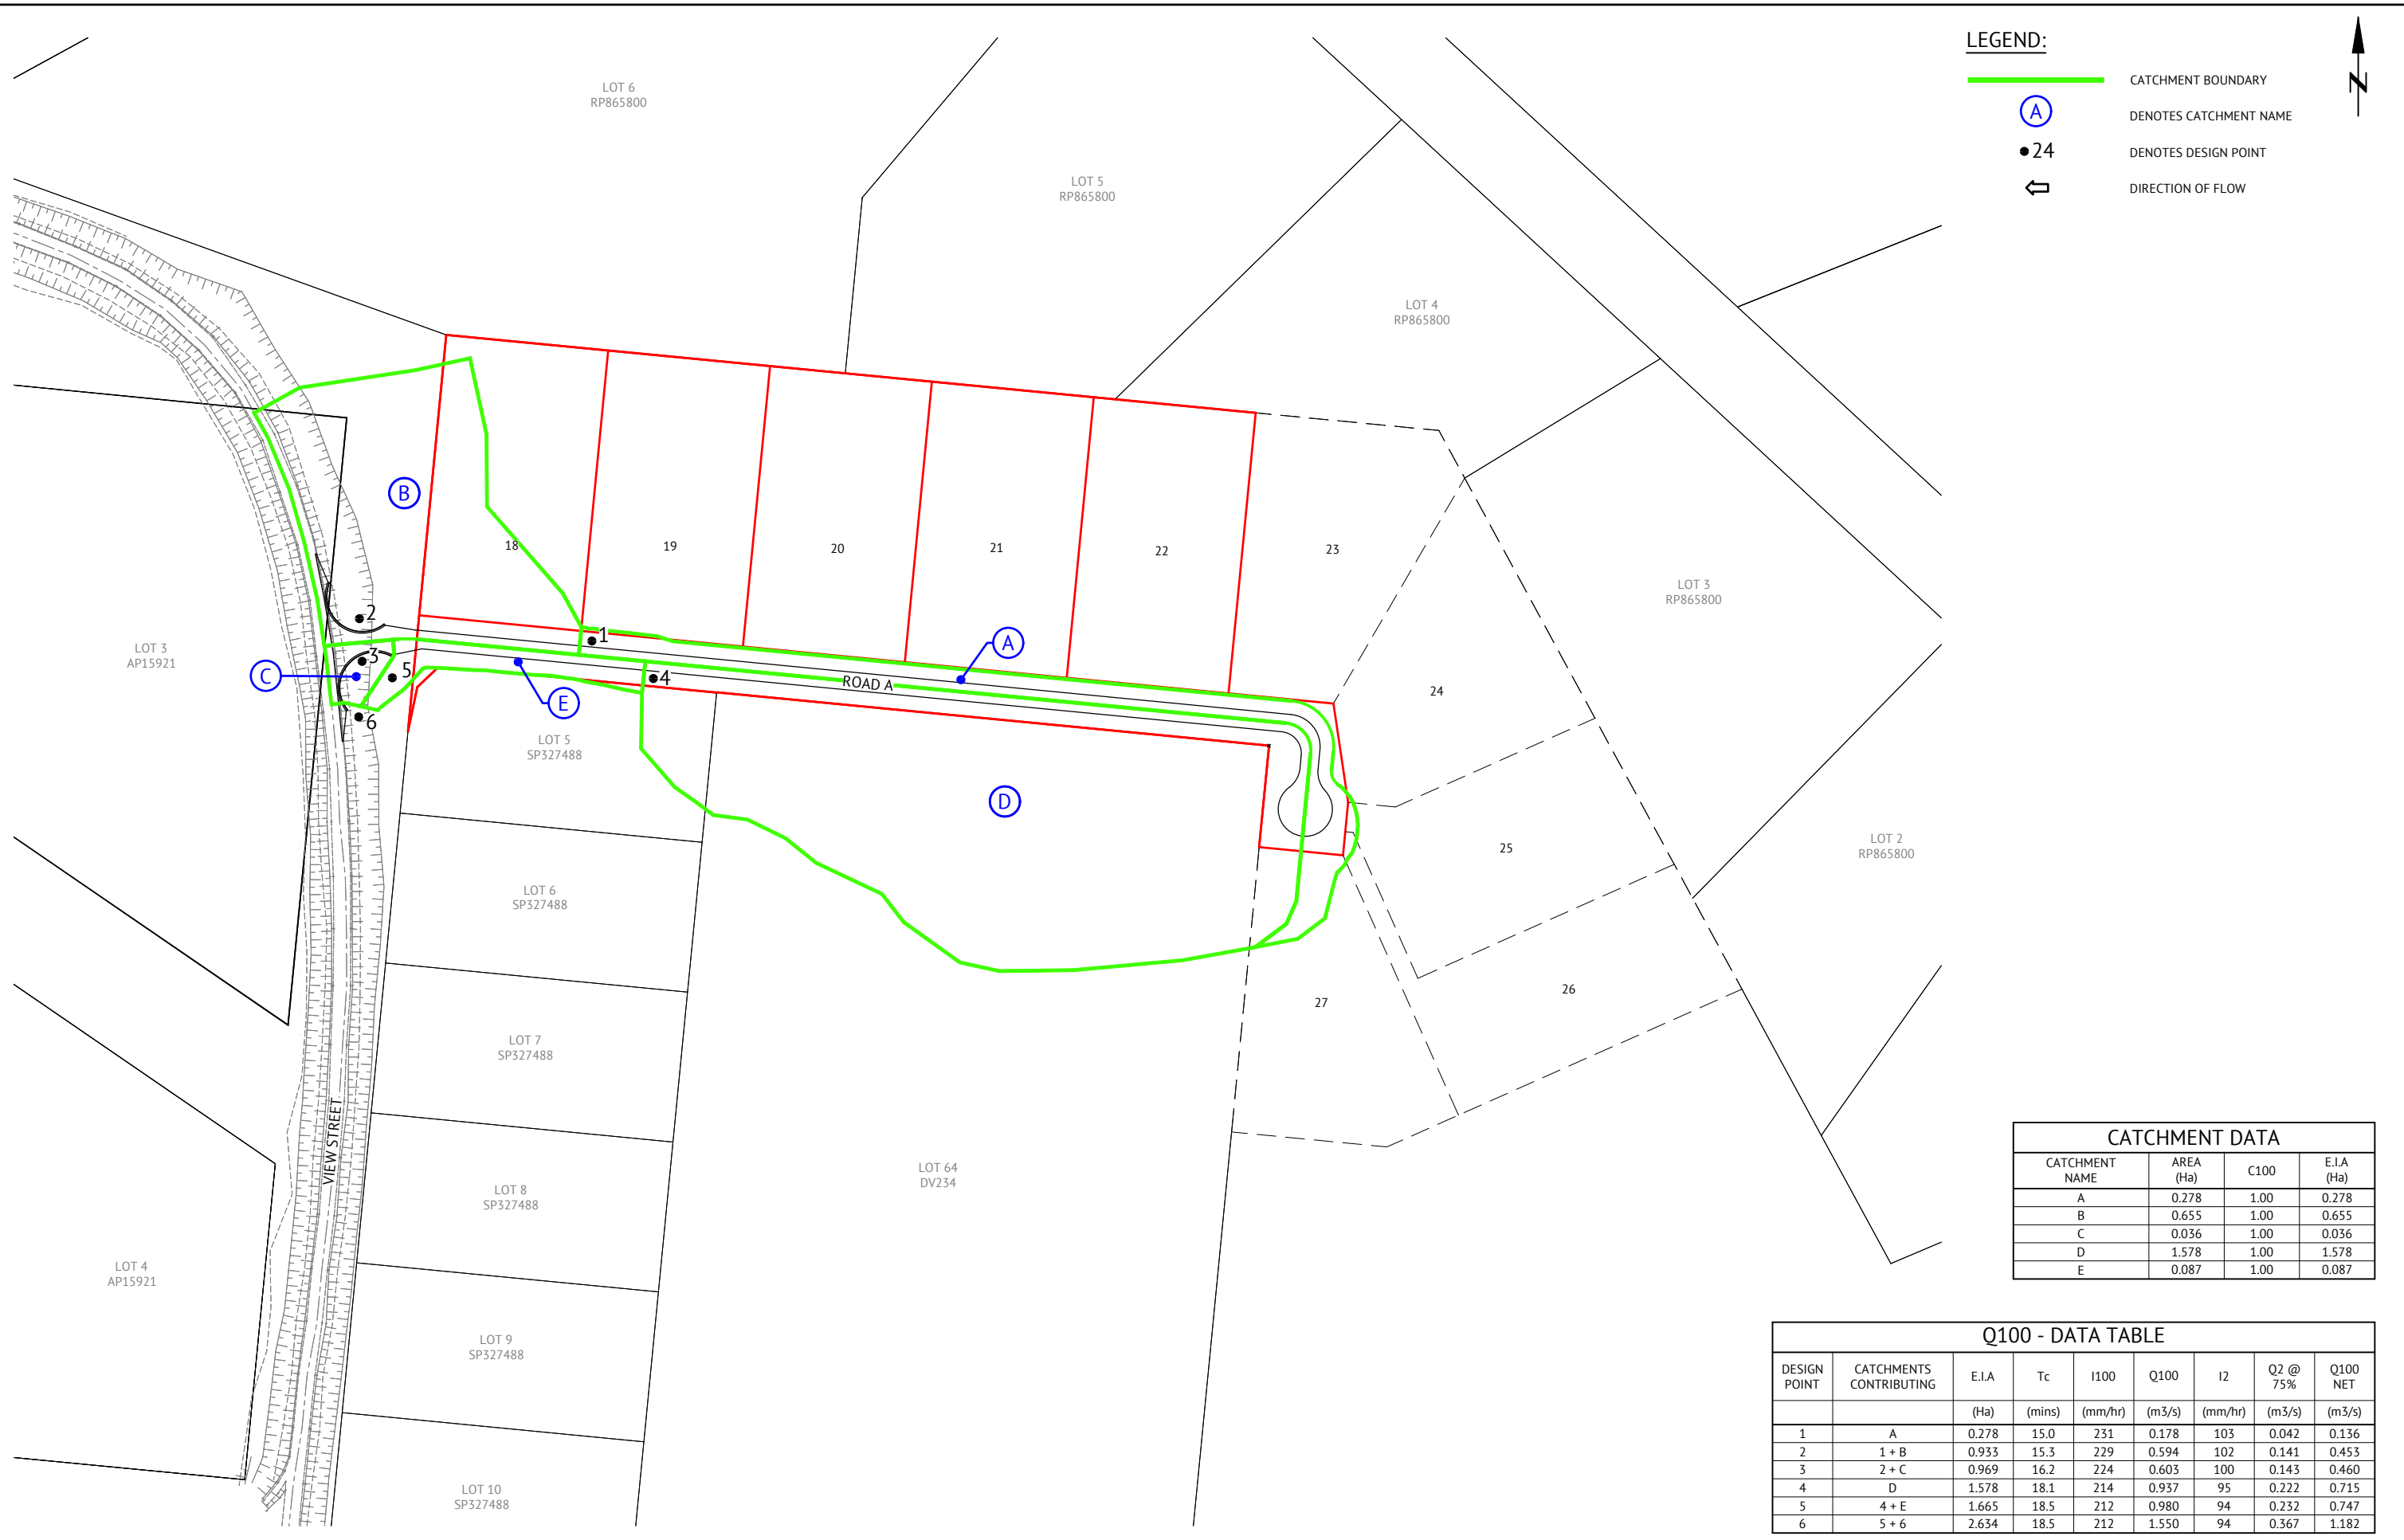 LEGEND:
CATCHMENT BOUNDARY
A DENOTES CATCHMENT NAME
24 DENOTES DESIGN POINT
DIRECTION OF FLOW
N
LOT 6
RP865800
LOT 5
RP865800
LOT 4
RP865800
LOT 3
RP865800
LOT 2
RP865800
B
18
19
20
21
22
23
24
25
26
27
2
1
A
3
C
5
4
E
6
D
ROAD A
LOT 3
AP15921
LOT 4
AP15921
VIEW STREET
LOT 5
SP327488
LOT 6
SP327488
LOT 7
SP327488
LOT 8
SP327488
LOT 9
SP327488
LOT 10
SP327488
LOT 64
DV234
CATCHMENT DATA
CATCHMENT NAME AREA (Ha) C100 E.I.A (Ha)
A 0.278 1.00 0.278
B 0.655 1.00 0.655
C 0.036 1.00 0.036
D 1.578 1.00 1.578
E 0.087 1.00 0.087
Q100 - DATA TABLE
DESIGN POINT CATCHMENTS CONTRIBUTING E.I.A Tc I100 Q100 I2 Q2 @ 75% Q100 NET
(Ha) (mins) (mm/hr) (m3/s) (mm/hr) (m3/s) (m3/s)
1 A 0.278 15.0 231 0.178 103 0.042 0.136
2 1 + B 0.933 15.3 229 0.594 102 0.141 0.453
3 2 + C 0.969 16.2 224 0.603 100 0.143 0.460
4 D 1.578 18.1 214 0.937 95 0.222 0.715
5 4 + E 1.665 18.5 212 0.980 94 0.232 0.747
6 5 + 6 2.634 18.5 212 1.550 94 0.367 1.182